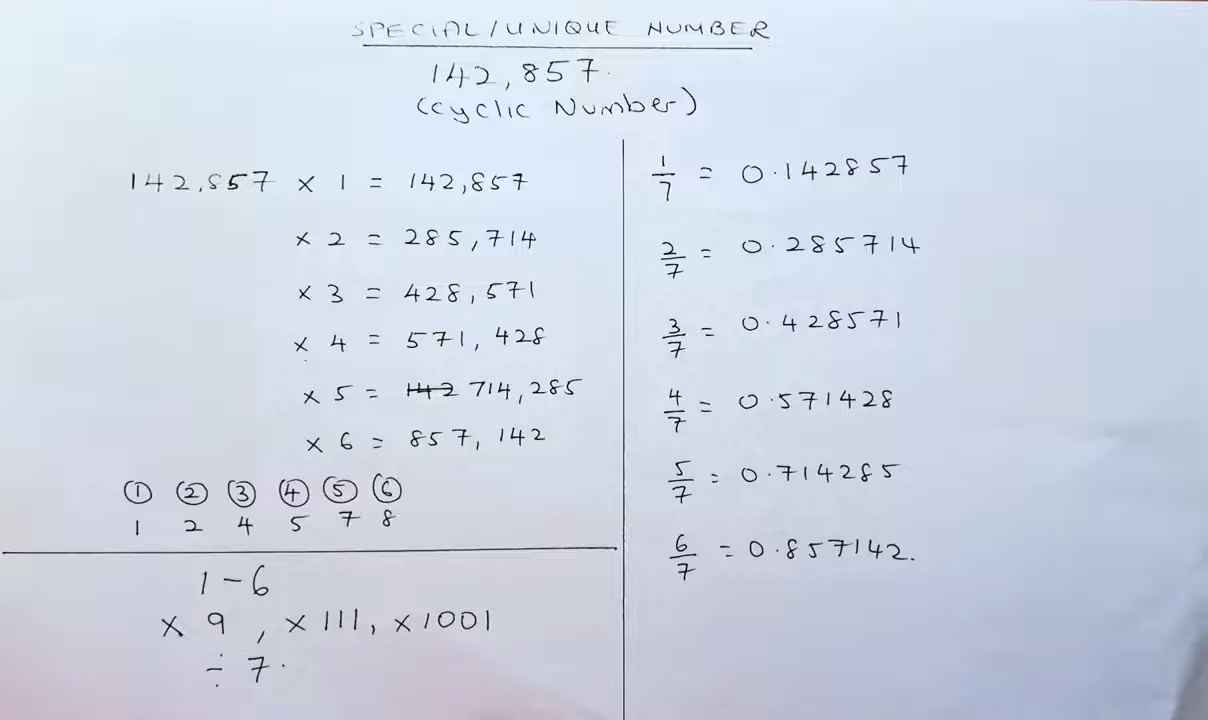 SPECIAL/UNIQUE NUMBER
142,857.
(cyclic Number)
142,857 × 1 = 142,857
× 2 = 285,714
× 3 = 428,571
× 4 = 571,428
× 5 = 142 714,285
× 6 = 857,142
① ② ③ ④ ⑤ ⑥
1 2 4 5 7 8
1 - 6
× 9, × 111, × 1001
÷ 7.
1/7 = 0.142857
2/7 = 0.285714
3/7 = 0.428571
4/7 = 0.571428
5/7 = 0.714285
6/7 = 0.857142.